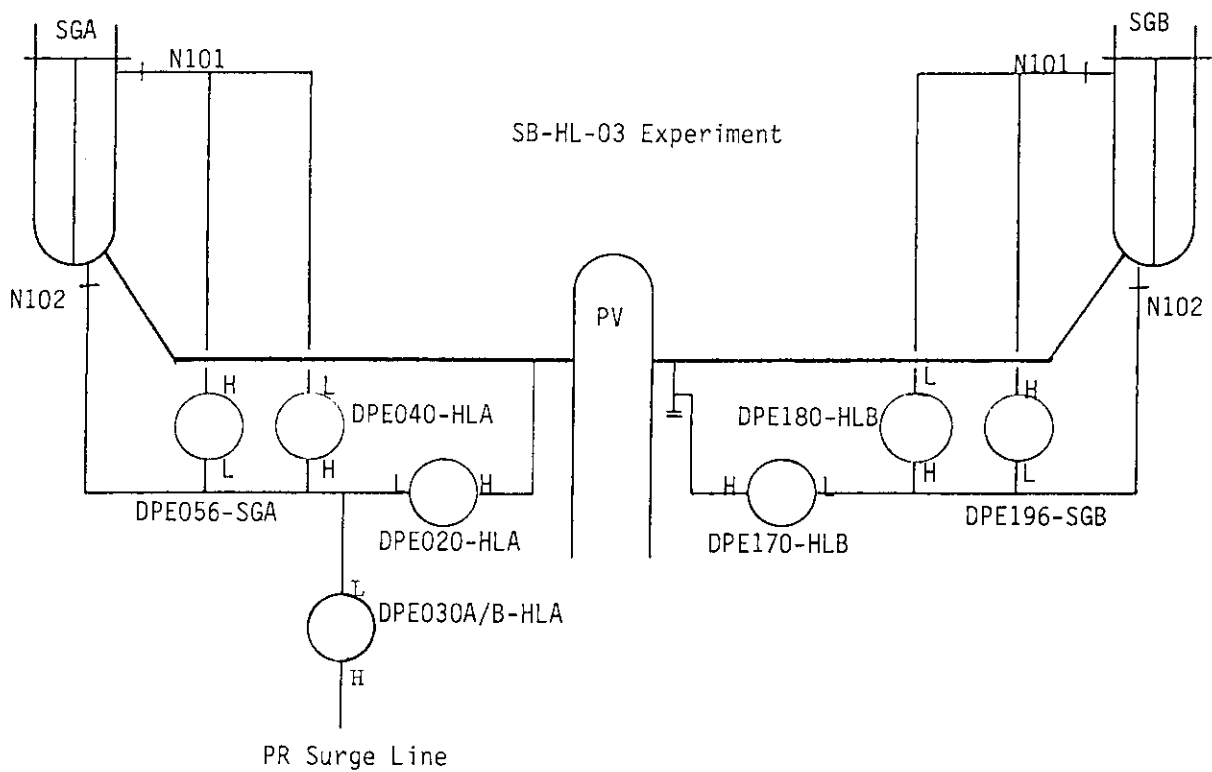 SGA
SGB
N101
N101
SB-HL-03 Experiment
N102
PV
N102
H
L
DPE040-HLA
DPE180-HLB
L
H
L
H
L
H
H
L
H
L
DPE056-SGA
DPE196-SGB
DPE020-HLA
DPE170-HLB
L
DPE030A/B-HLA
H
PR Surge Line